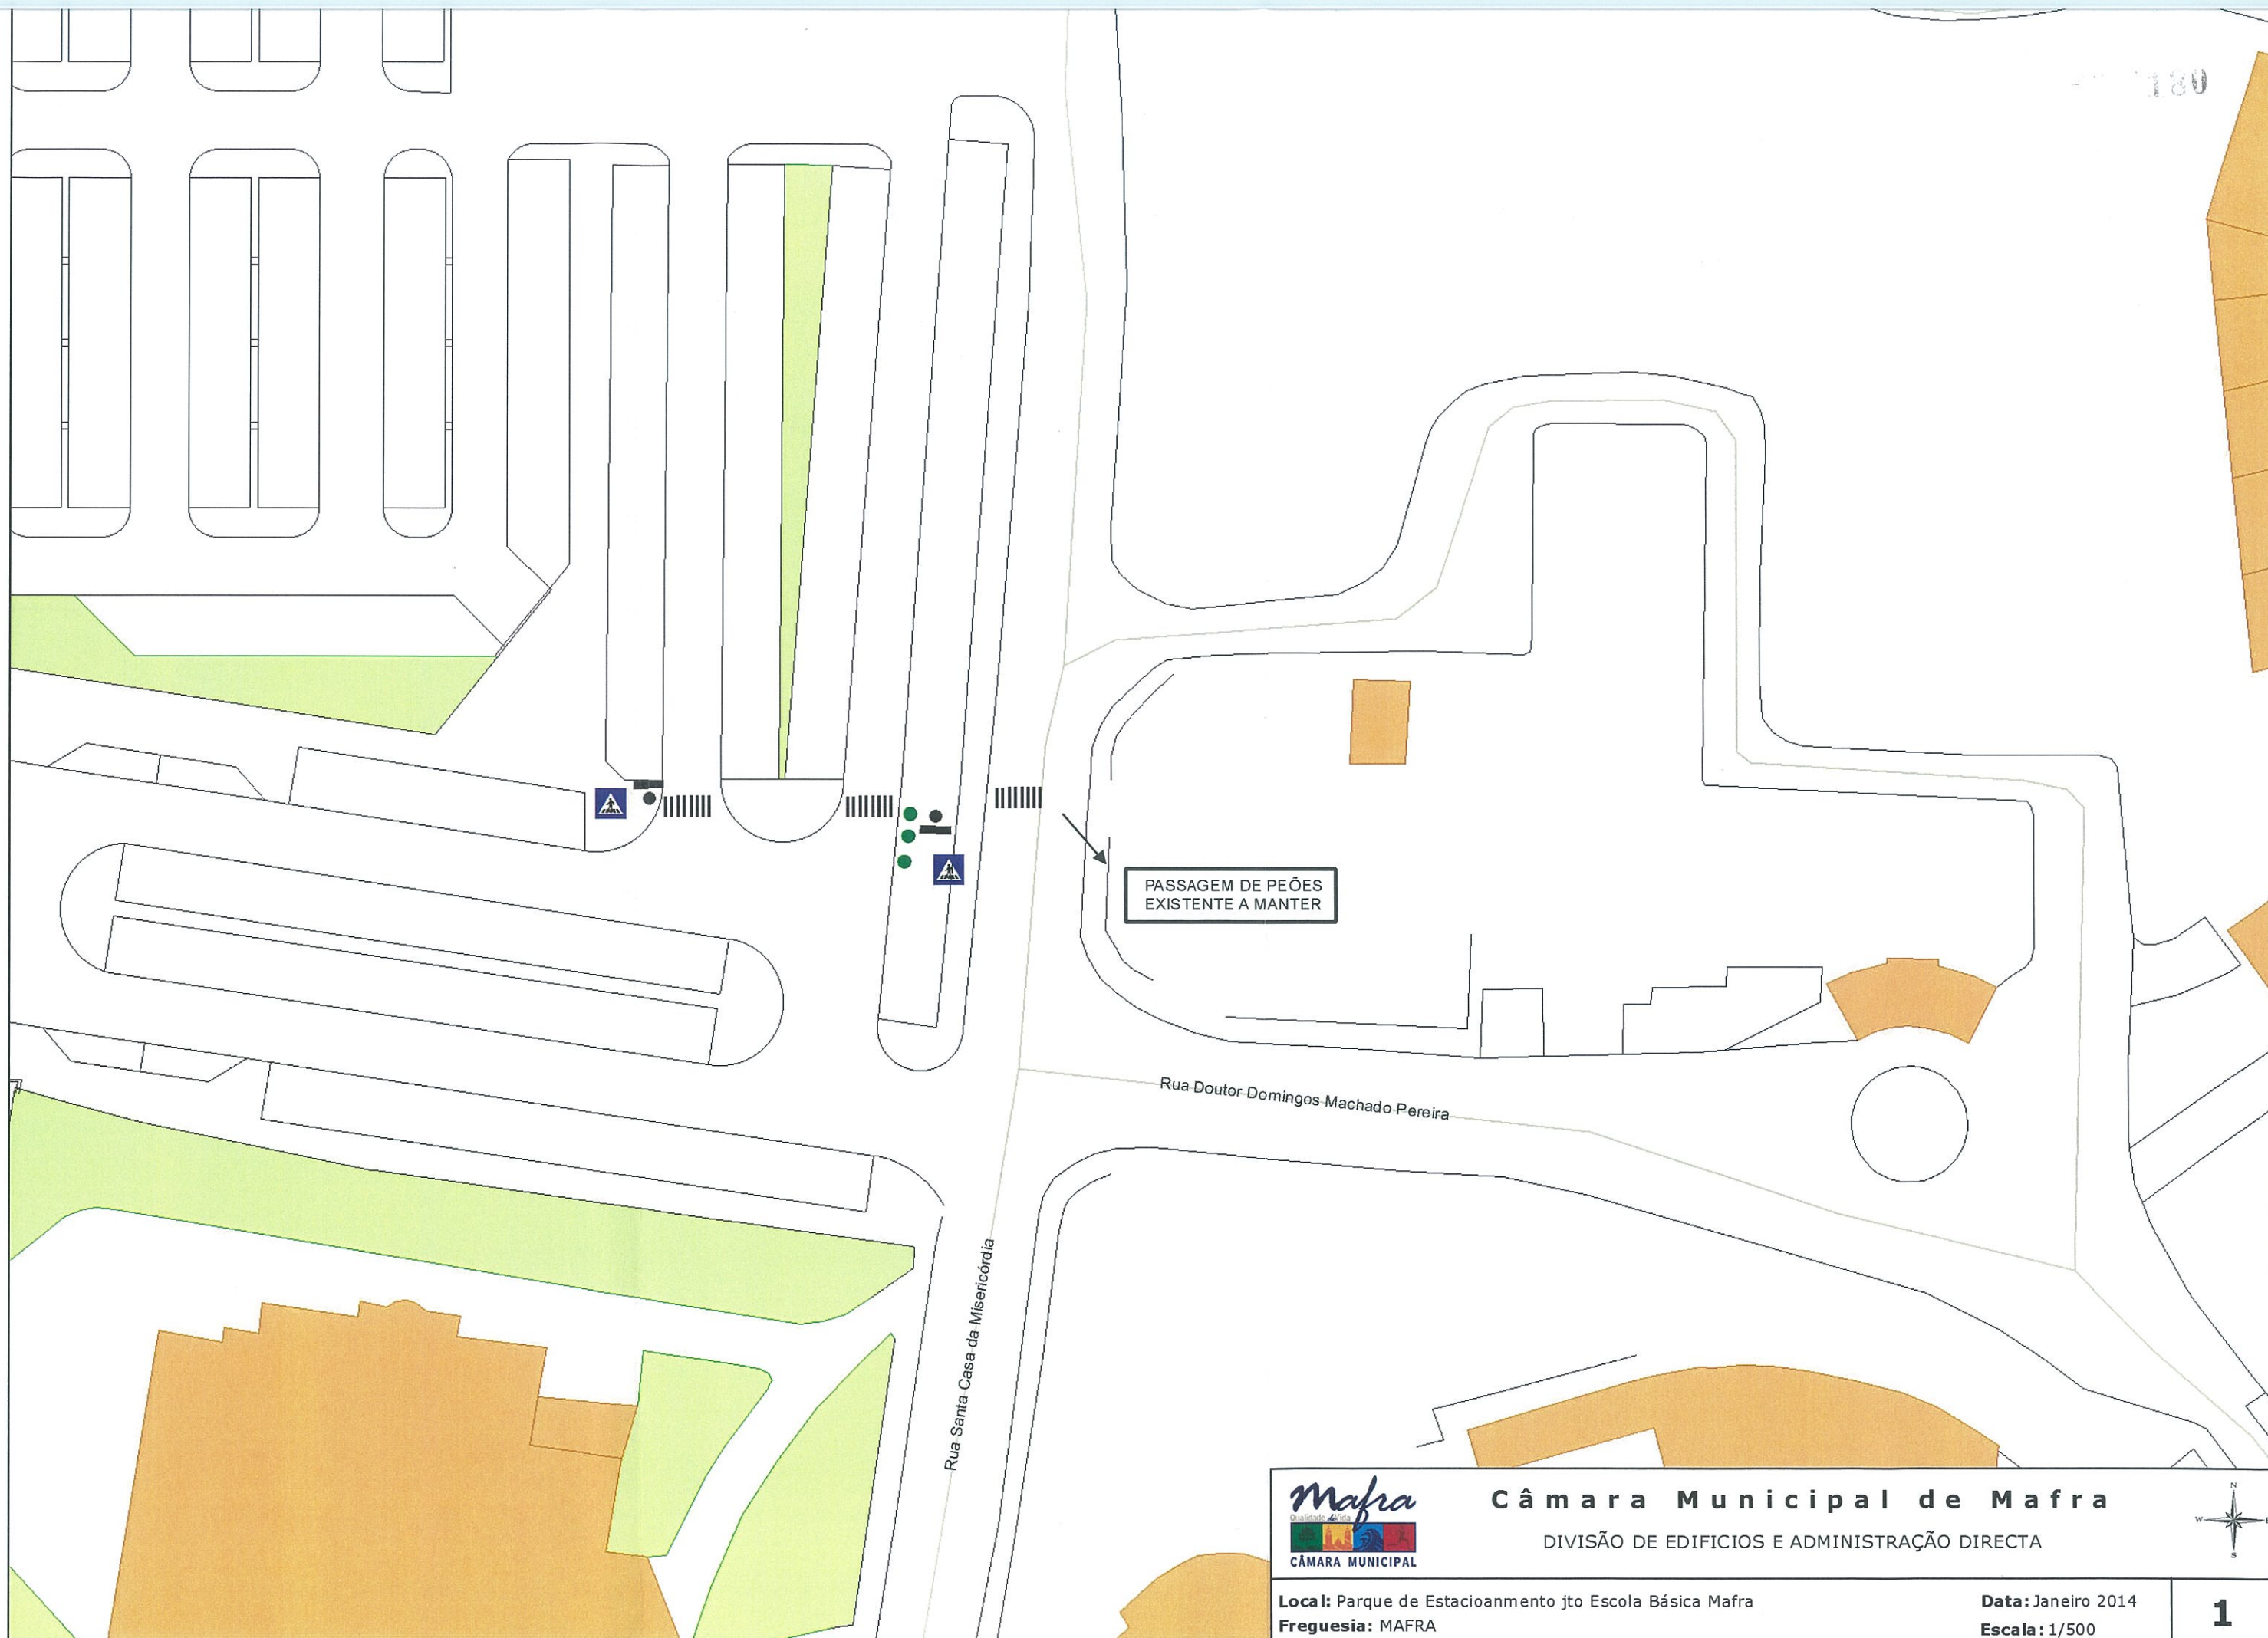 180
PASSAGEM DE PEÕES
EXISTENTE A MANTER
Rua Doutor Domingos Machado Pereira
Rua Santa Casa da Misericórdia
Mafra
Qualidade de Vida
CÂMARA MUNICIPAL
Câmara Municipal de Mafra
DIVISÃO DE EDIFICIOS E ADMINISTRAÇÃO DIRECTA
N
W
S
Local: Parque de Estacioanmento jto Escola Básica Mafra
Freguesia: MAFRA
Data: Janeiro 2014
Escala: 1/500
1